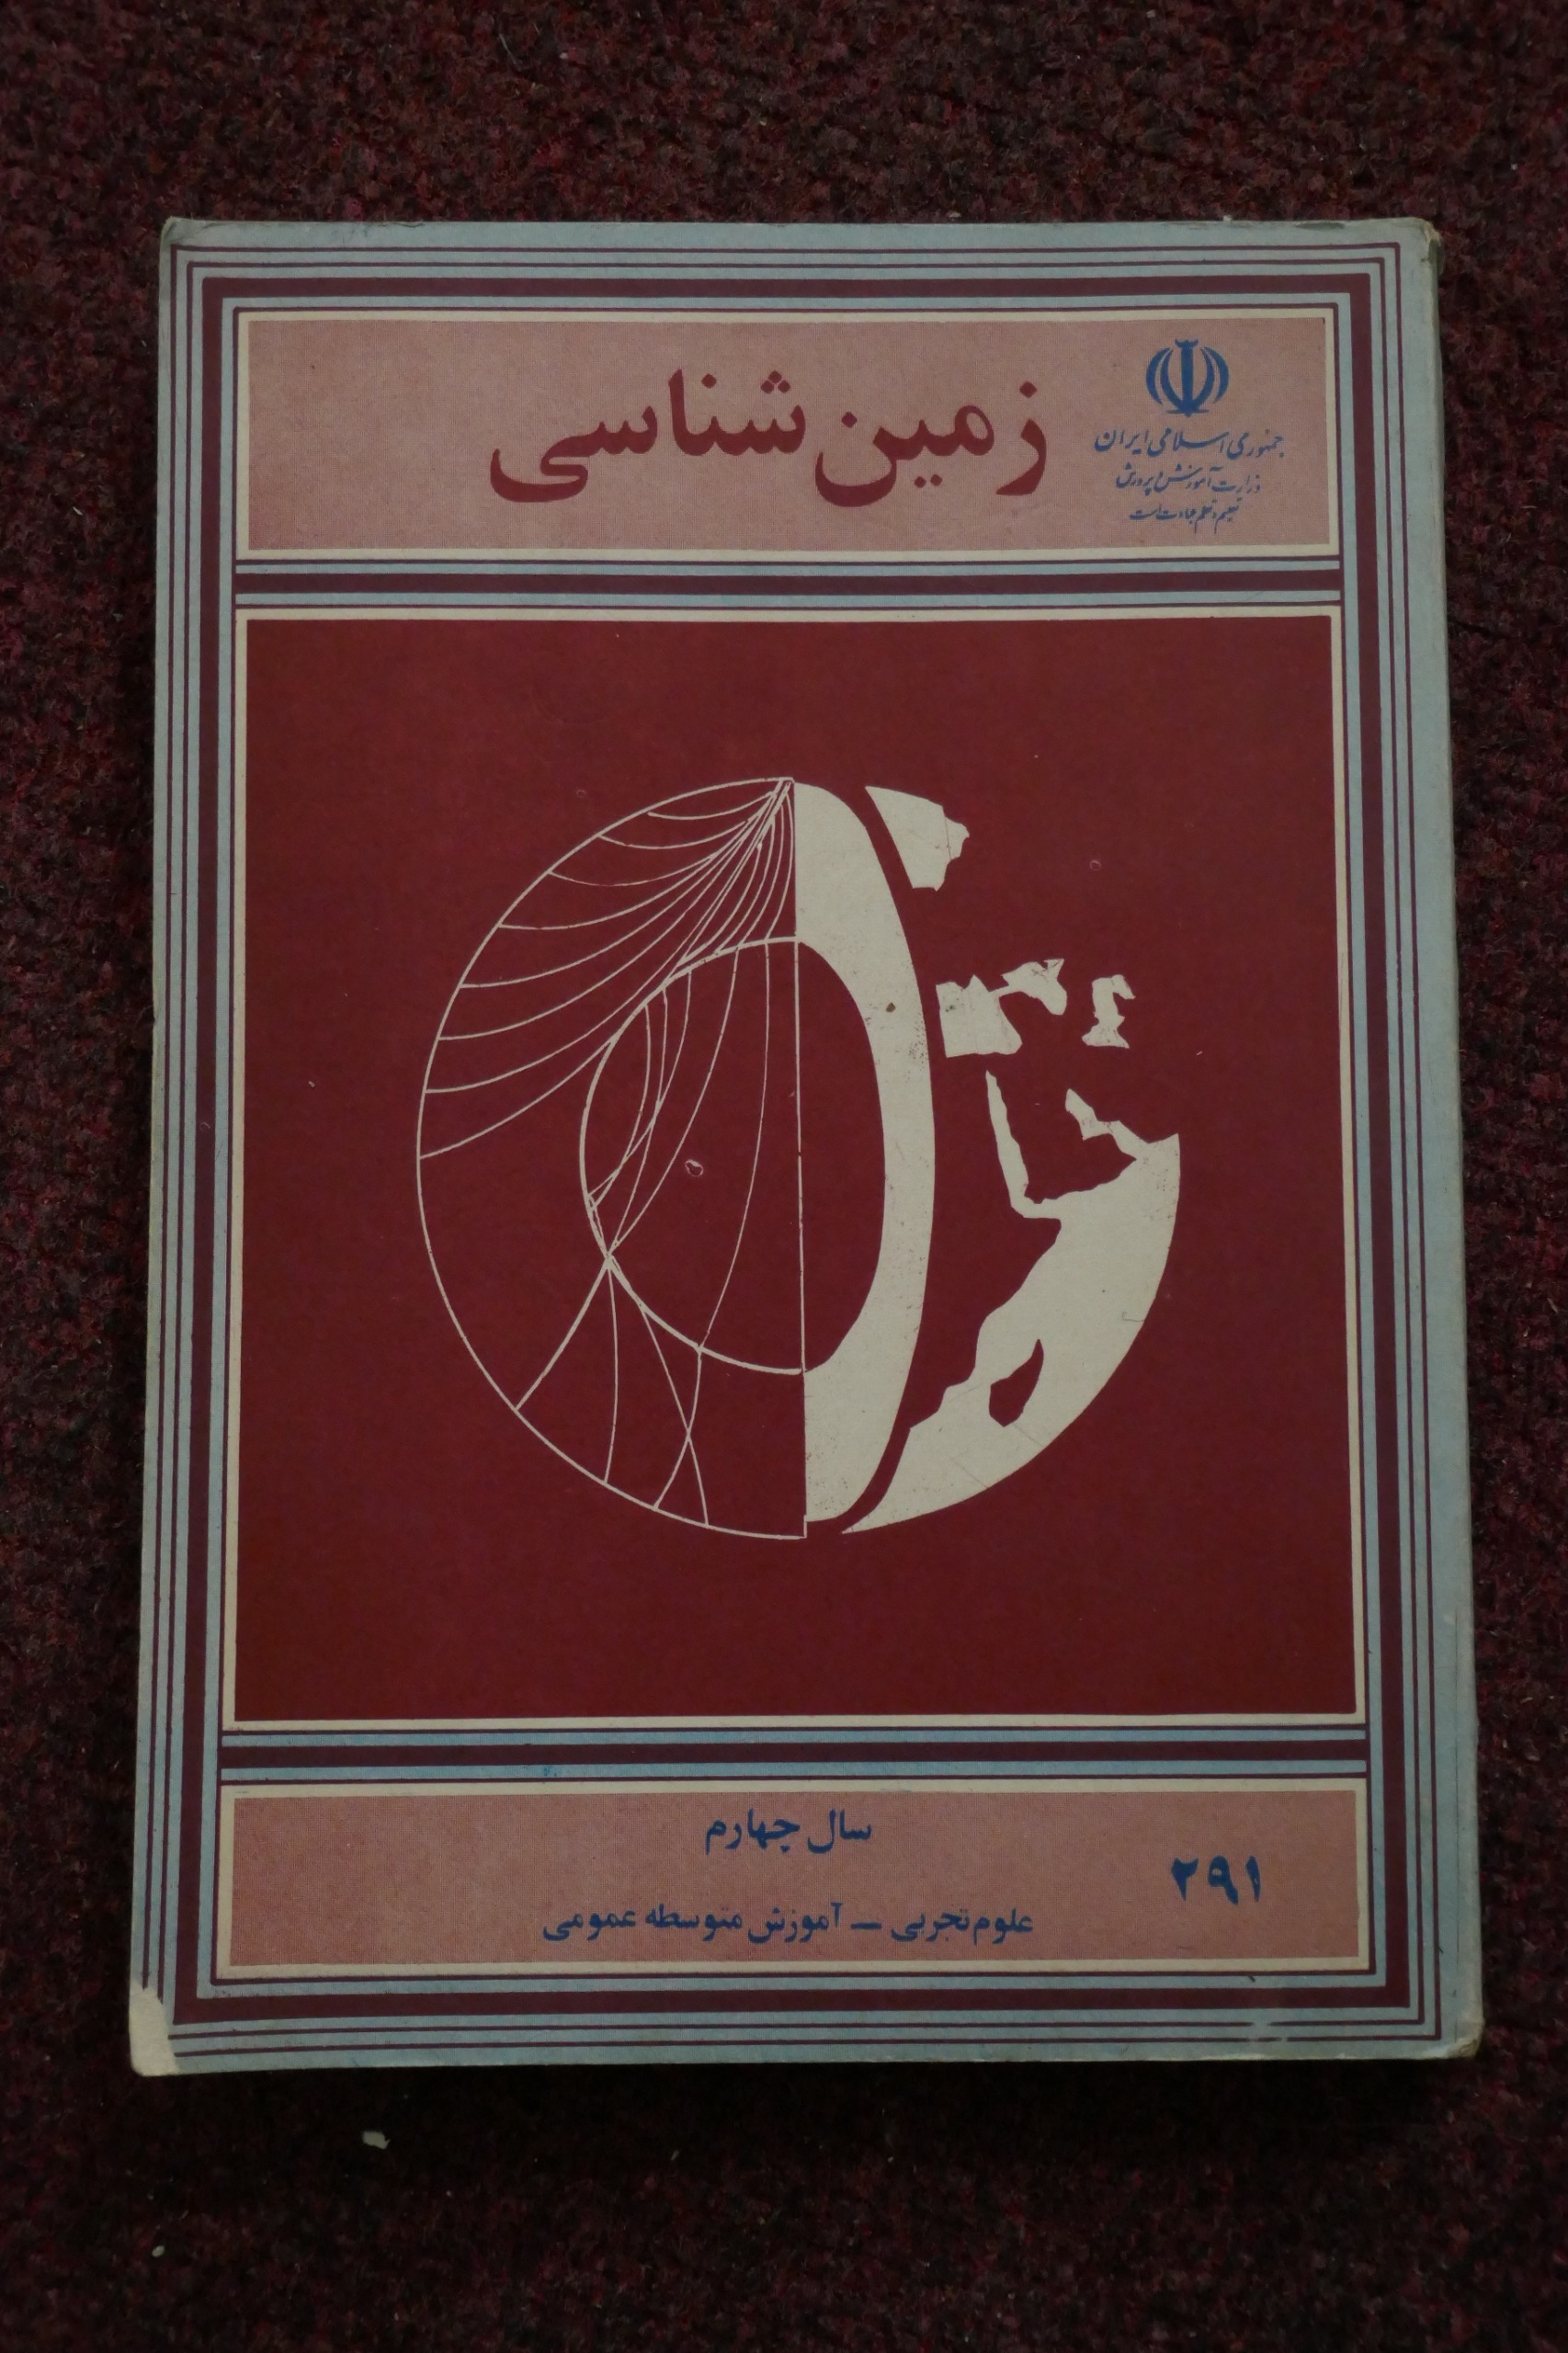 زمین‌شناسی
جمهوری اسلامی ایران
وزارت آموزش و پرورش
تعلیم و تعلم عبادت است
سال چهارم
۲۹۱
علوم تجربی — آموزش متوسطه عمومی